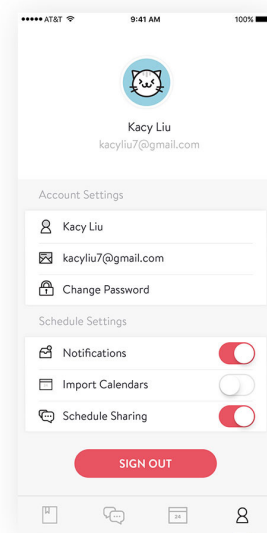 AT&T 9:41 AM 100%
Kacy Liu
kacyliu7@gmail.com
Account Settings
Kacy Liu
kacyliu7@gmail.com
Change Password
Schedule Settings
Notifications
Import Calendars
Schedule Sharing
SIGN OUT
24